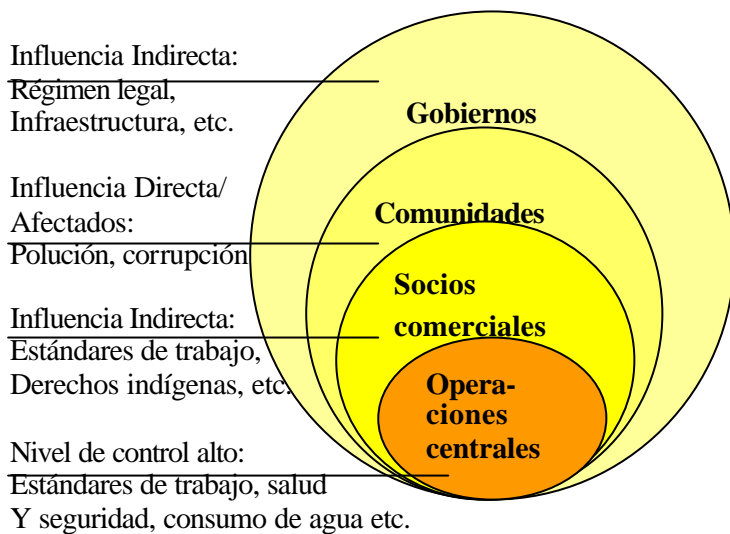 Influencia Indirecta:
Régimen legal,
Infraestructura, etc.
Gobiernos
Influencia Directa/
Afectados:
Polución, corrupción
Comunidades
Influencia Indirecta:
Estándares de trabajo,
Derechos indígenas, etc.
Socios
comerciales
Nivel de control alto:
Estándares de trabajo, salud
Y seguridad, consumo de agua etc.
Opera-
ciones
centrales